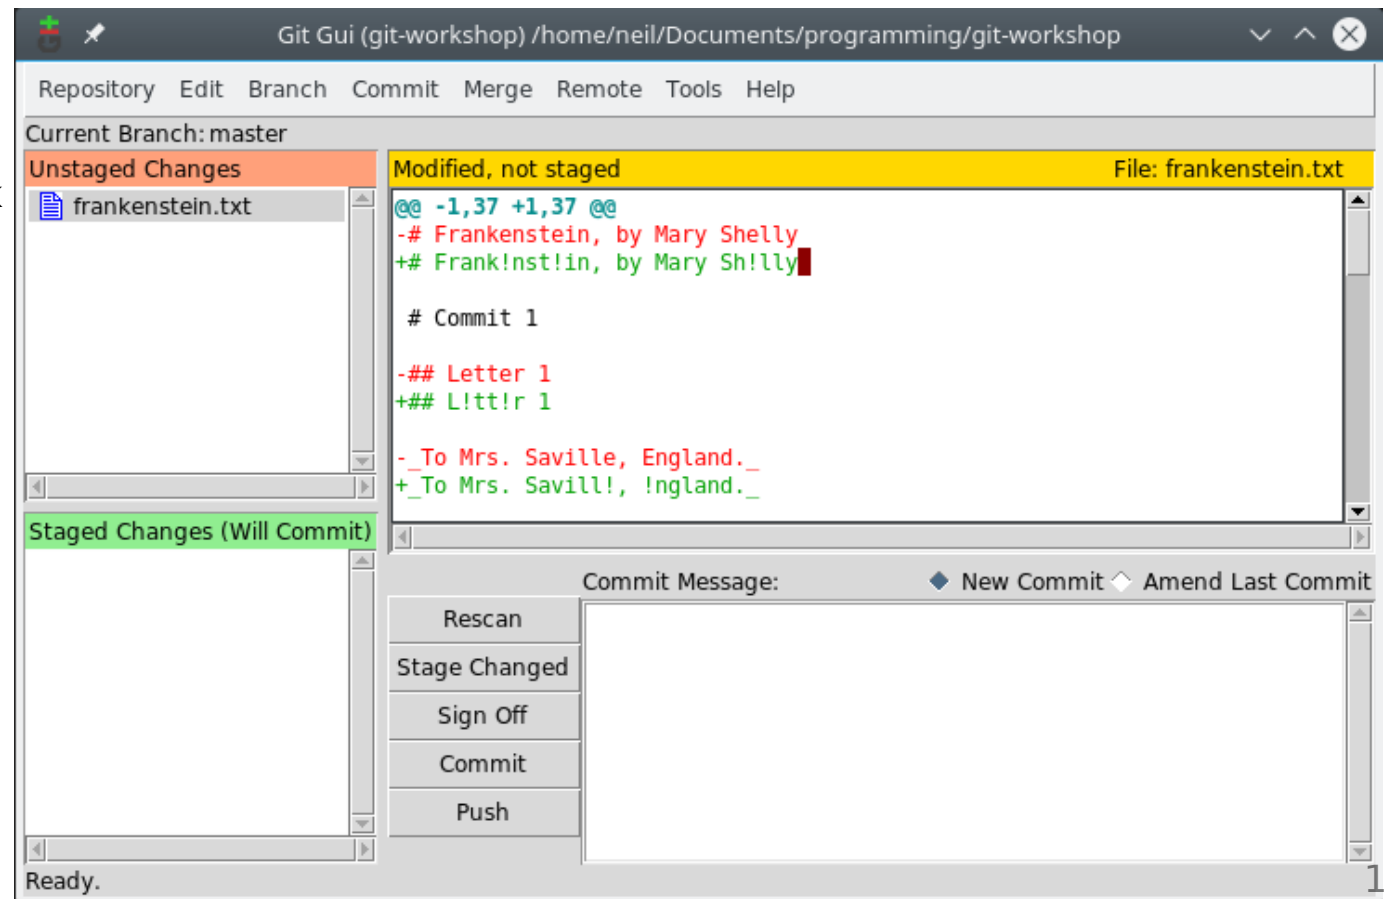 Git Gui (git-workshop) /home/neil/Documents/programming/git-workshop
Repository Edit Branch Commit Merge Remote Tools Help
Current Branch: master
Unstaged Changes
frankenstein.txt
Modified, not staged File: frankenstein.txt
@@ -1,37 +1,37 @@
-# Frankenstein, by Mary Shelly
+# Frank!nst!in, by Mary Sh!lly
# Commit 1
-## Letter 1
+## L!tt!r 1
-_To Mrs. Saville, England._
+_To Mrs. Savill!, !ngland._
Staged Changes (Will Commit)
Commit Message: New Commit Amend Last Commit
Rescan
Stage Changed
Sign Off
Commit
Push
Ready.
1